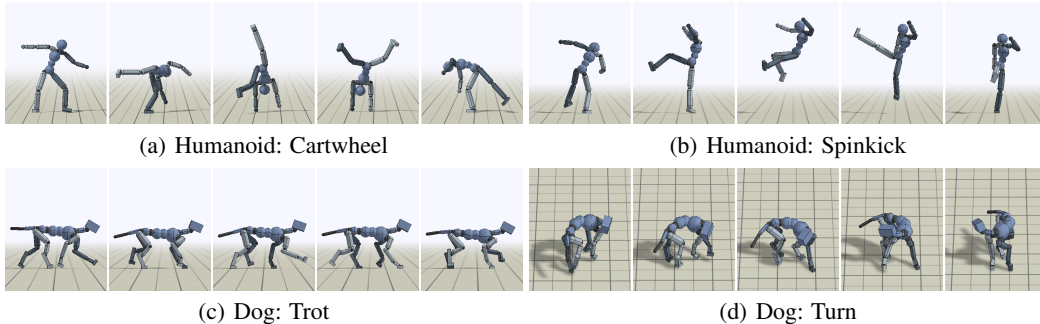 (a) Humanoid: Cartwheel
(b) Humanoid: Spinkick
(c) Dog: Trot
(d) Dog: Turn